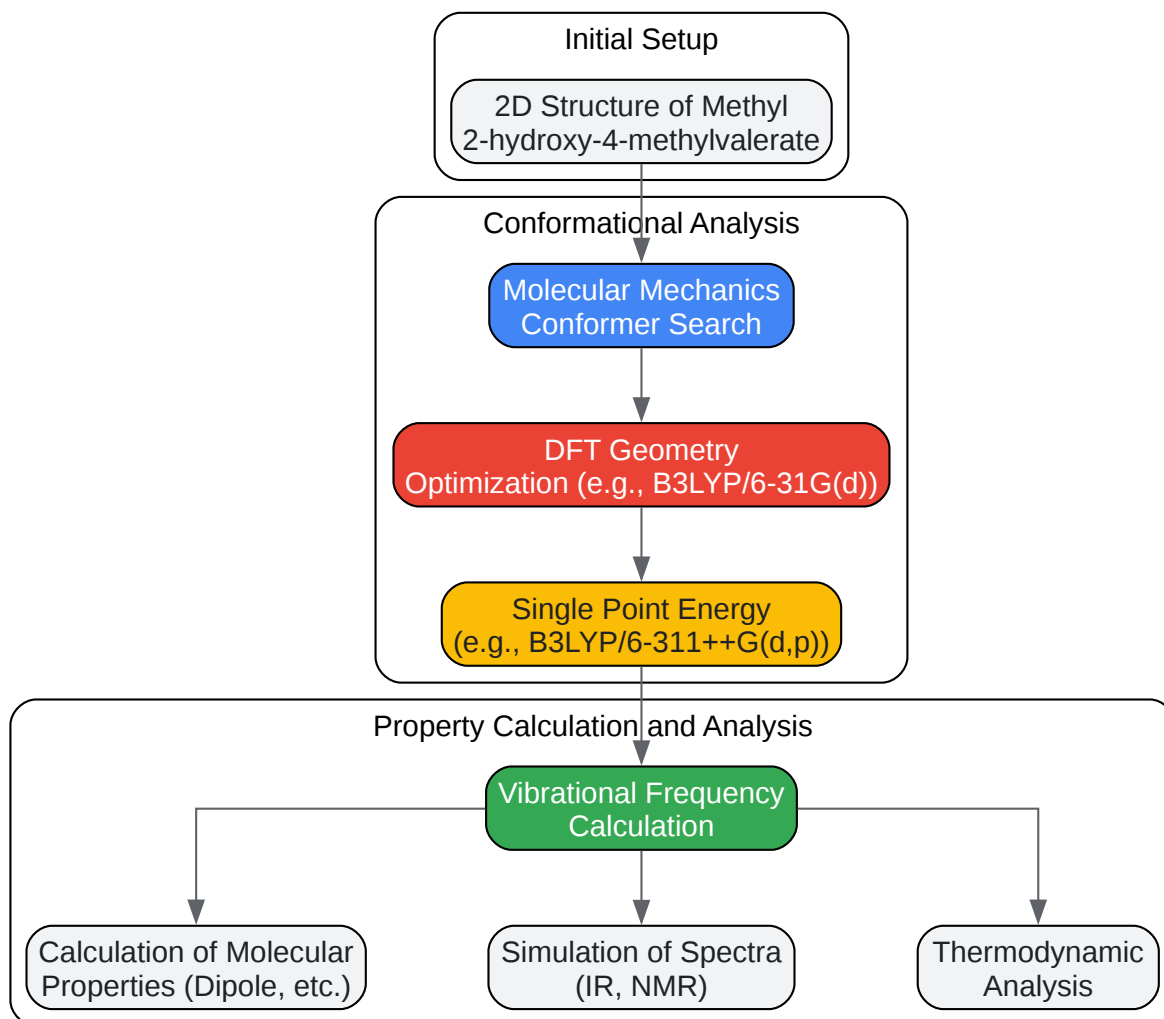 Initial Setup
2D Structure of Methyl
2-hydroxy-4-methylvalerate
Conformational Analysis
Molecular Mechanics
Conformer Search
DFT Geometry
Optimization (e.g., B3LYP/6-31G(d))
Single Point Energy
(e.g., B3LYP/6-311++G(d,p))
Property Calculation and Analysis
Vibrational Frequency
Calculation
Calculation of Molecular
Properties (Dipole, etc.)
Simulation of Spectra
(IR, NMR)
Thermodynamic
Analysis